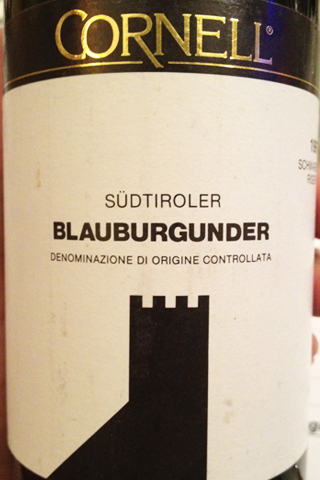 CORNELL®
SÜDTIROLER
BLAUBURGUNDER
DENOMINAZIONE DI ORIGINE CONTROLLATA